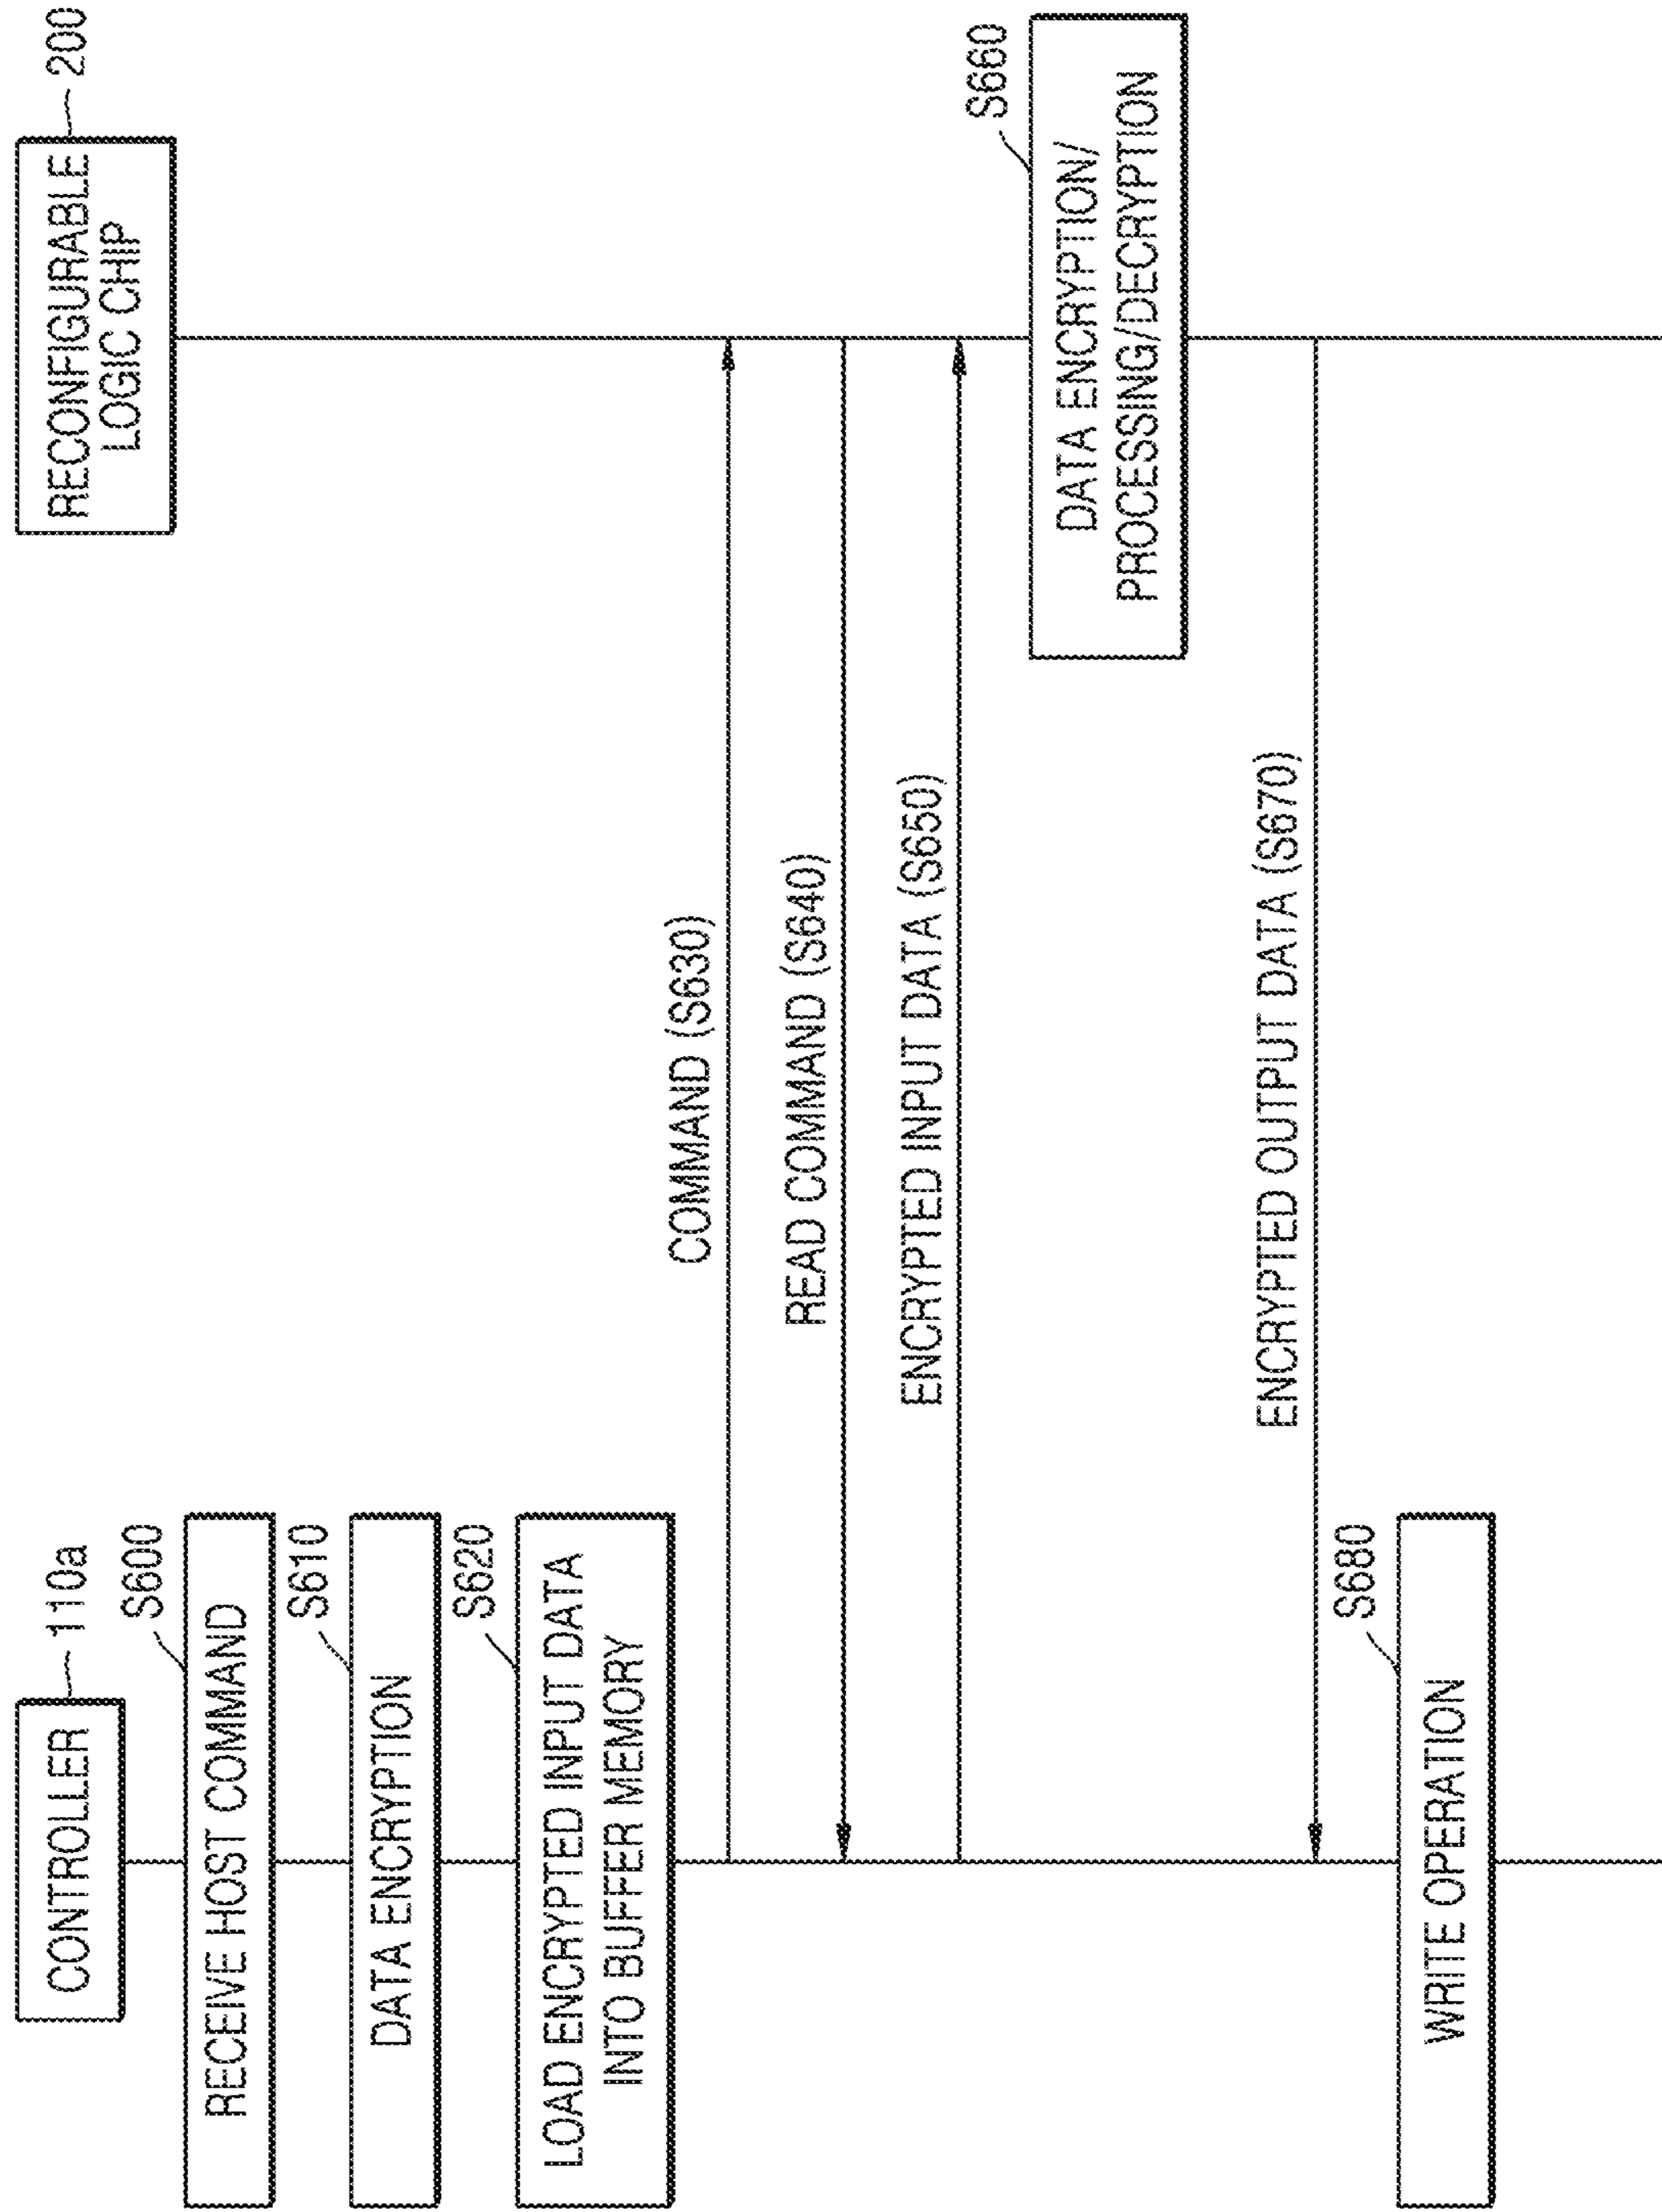 CONTROLLER
110a
RECONFIGURABLE
LOGIC CHIP
200
S600
RECEIVE HOST COMMAND
S610
DATA ENCRYPTION
S620
LOAD ENCRYPTED INPUT DATA
INTO BUFFER MEMORY
COMMAND (S630)
READ COMMAND (S640)
ENCRYPTED INPUT DATA (S650)
S660
DATA ENCRYPTION/
PROCESSING/DECRYPTION
ENCRYPTED OUTPUT DATA (S670)
S680
WRITE OPERATION